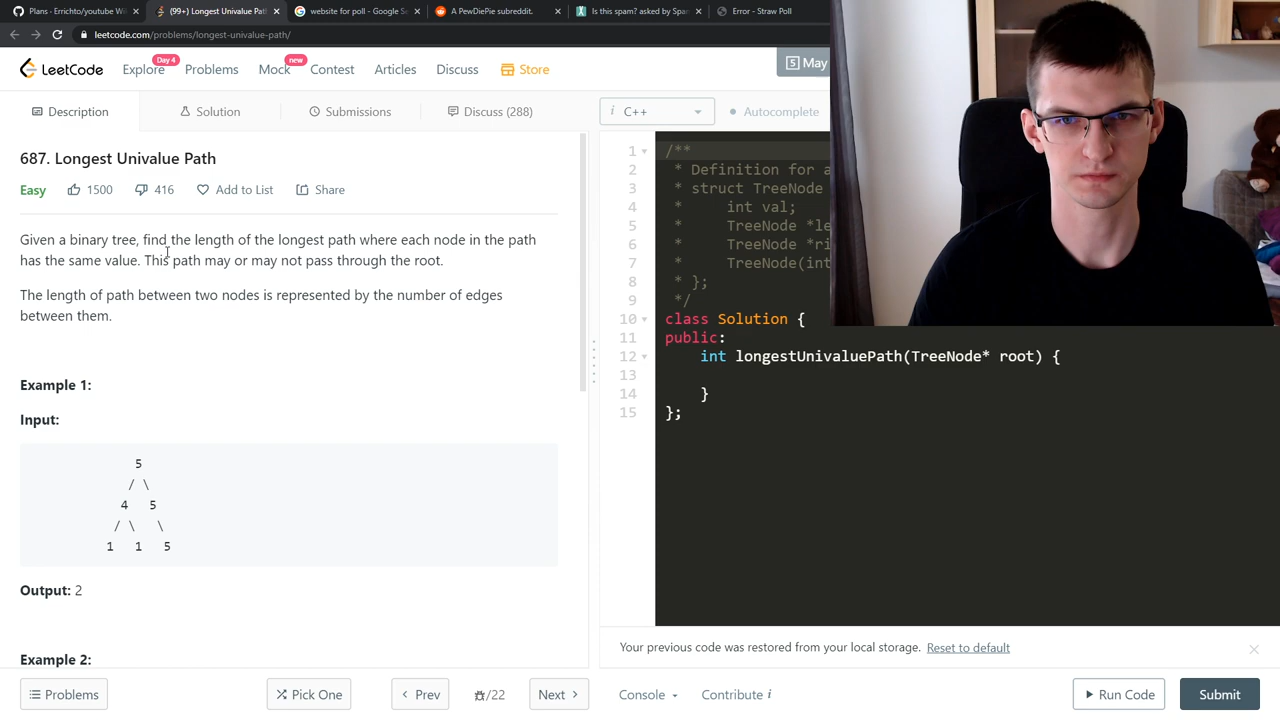 Plans - Errichto/youtube Wi
(99+) Longest Univalue Pat
website for poll - Google Se
A PewDiePie subreddit.
Is this spam? asked by Spa
Error - Straw Poll
leetcode.com/problems/longest-univalue-path/
LeetCode
Explore
Day 4
Problems
Mock
new
Contest
Articles
Discuss
Store
5 May
Description
Solution
Submissions
Discuss (288)
i C++
Autocomplete
687. Longest Univalue Path
Easy 1500 416 Add to List Share
Given a binary tree, find the length of the longest path where each node in the path
has the same value. This path may or may not pass through the root.
The length of path between two nodes is represented by the number of edges
between them.
Example 1:
Input:
5
/ \
4 5
/ \ \
1 1 5
Output: 2
Example 2:
1 /**
2 * Definition for a
3 * struct TreeNode
4 * int val;
5 * TreeNode *le
6 * TreeNode *ri
7 * TreeNode(int
8 * };
9 */
10 class Solution {
11 public:
12 int longestUnivaluePath(TreeNode* root) {
13
14 }
15 };
Your previous code was restored from your local storage. Reset to default
Problems
Pick One
Prev
/22
Next
Console
Contribute i
Run Code
Submit